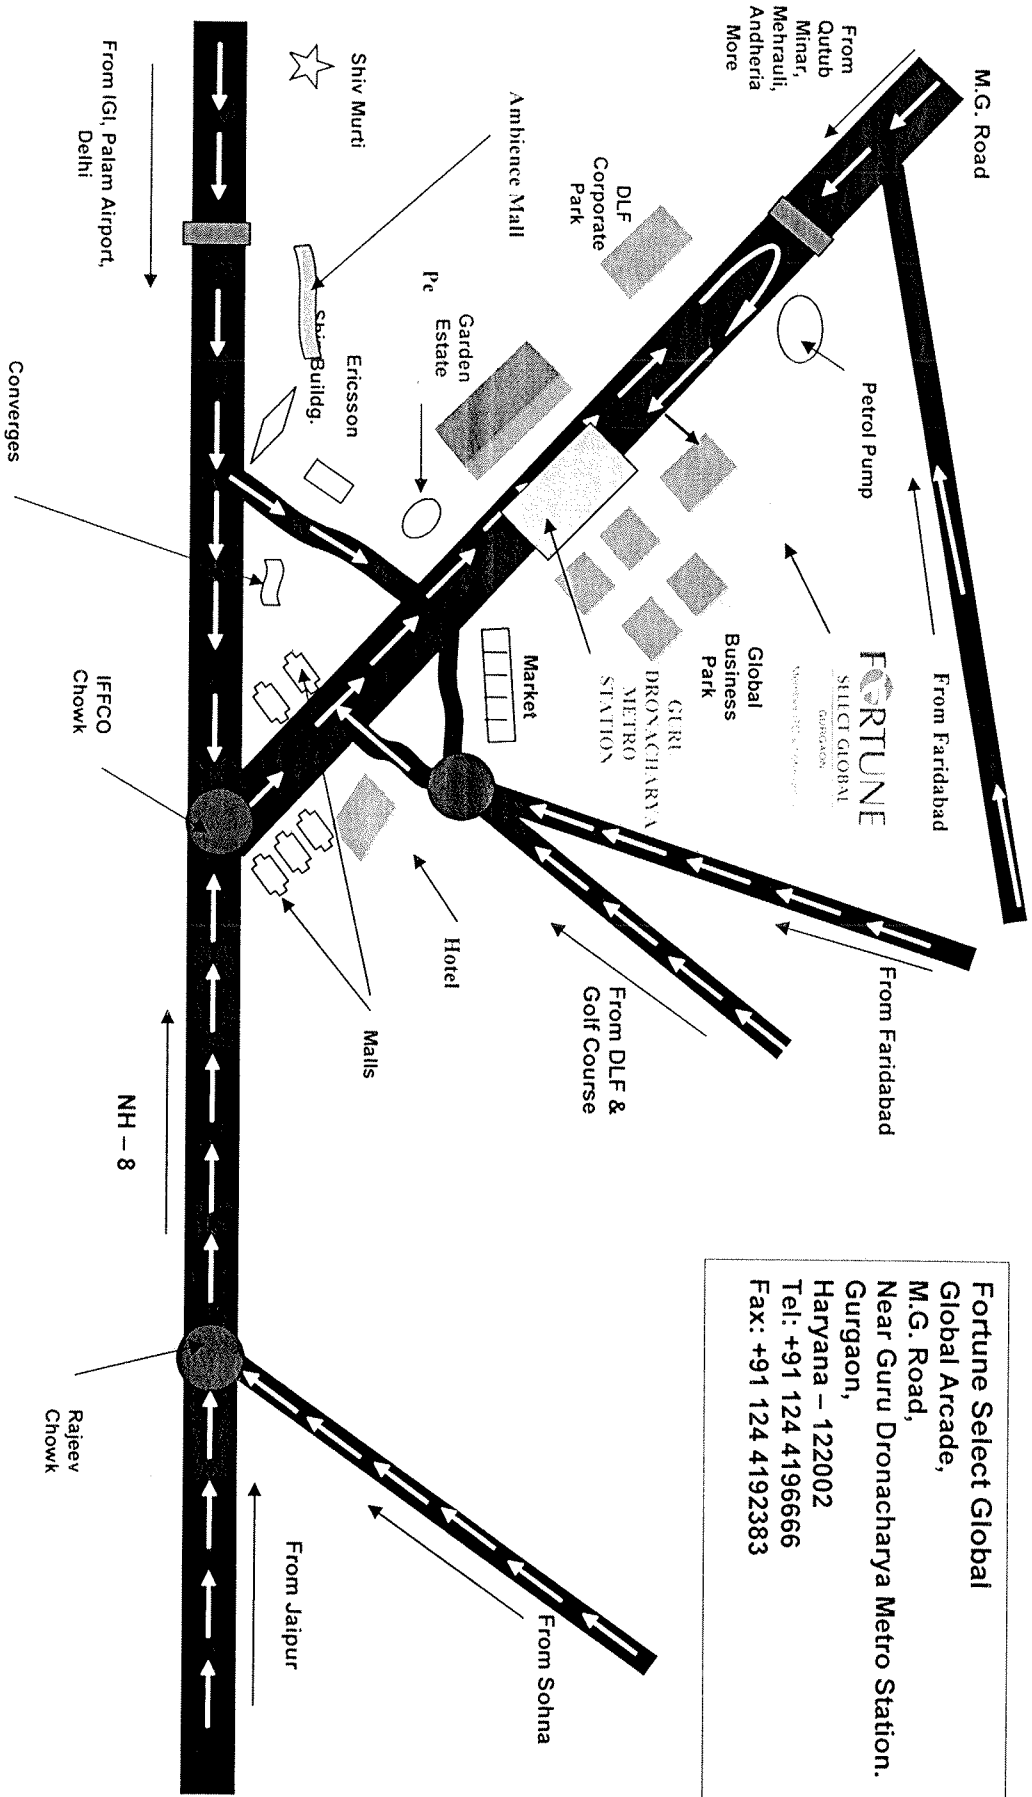 M.G. Road
From
Qutub
Minar,
Mehrauli,
Andheria
More
Petrol Pump
From Faridabad
FORTUNE
SELECT GLOBAL
GURGAON
DLF
Corporate
Park
Global
Business
Park
GURU
DRONACHARYA
METRO
STATION
Market
From Faridabad
From DLF &
Golf Course
Hotel
Malls
Ambience Mall
Pe
Garden
Estate
Ericsson
Buildg.
Shiv Murti
From IGI, Palam Airport,
Delhi
Converges
IFFCO
Chowk
NH – 8
Rajeev
Chowk
From Jaipur
From Sohna
Fortune Select Global
Global Arcade,
M.G. Road,
Near Guru Dronacharya Metro Station.
Gurgaon,
Haryana – 122002
Tel: +91 124 4196666
Fax: +91 124 4192383